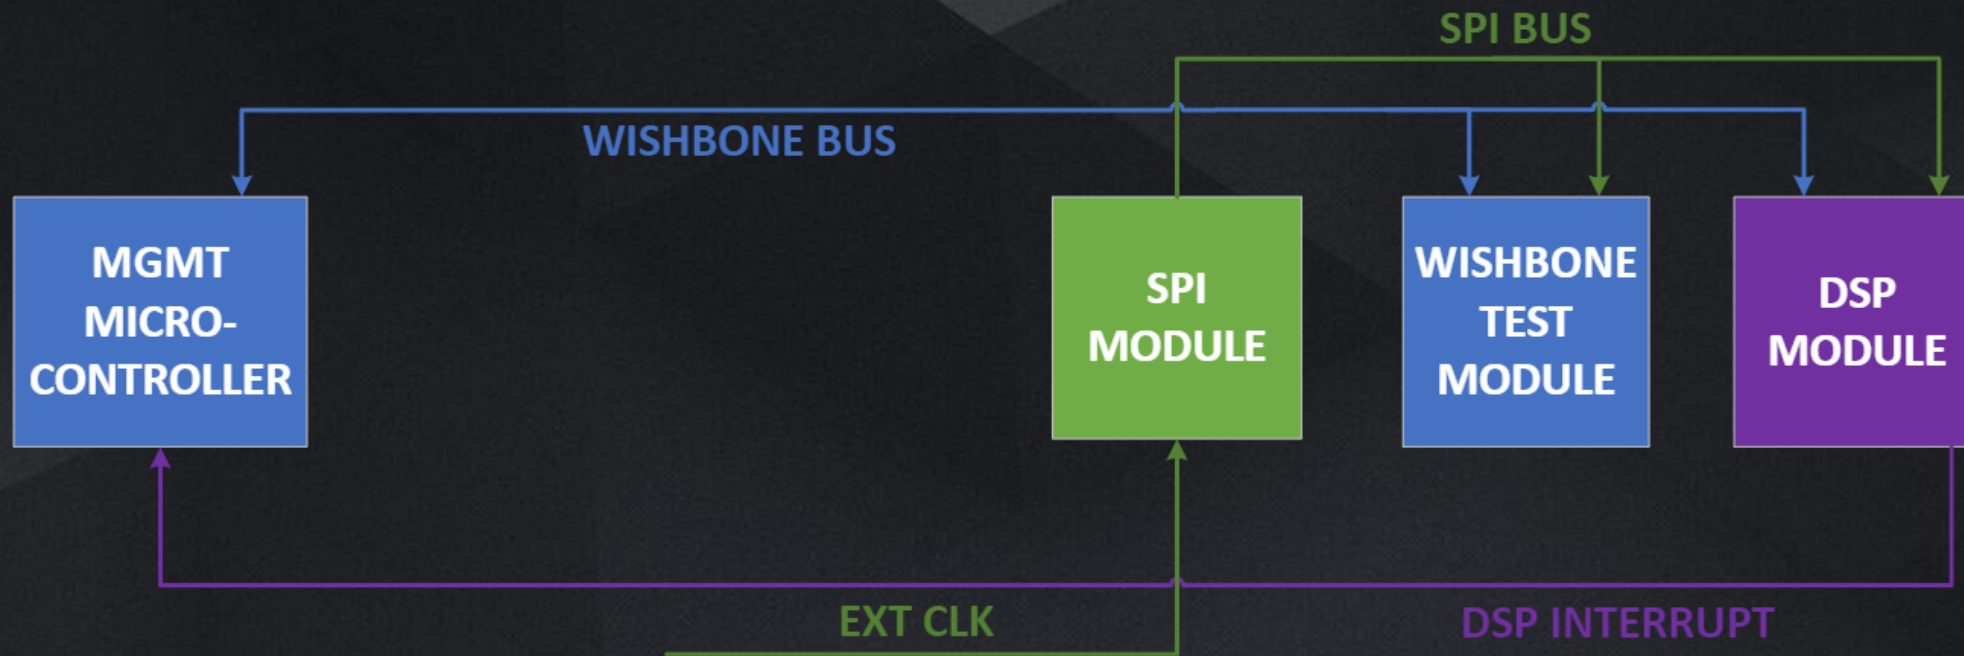 SPI BUS
WISHBONE BUS
MGMT
MICRO-
CONTROLLER
SPI
MODULE
WISHBONE
TEST
MODULE
DSP
MODULE
EXT CLK
DSP INTERRUPT